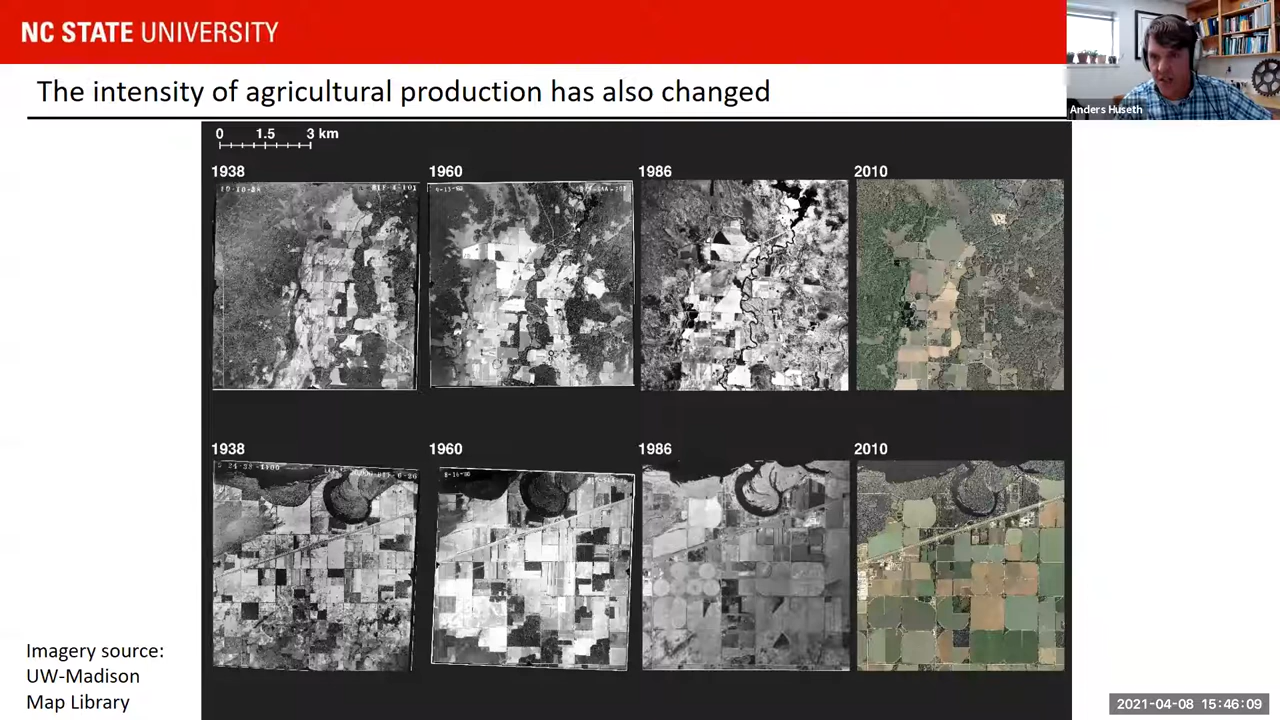 NC STATE UNIVERSITY
The intensity of agricultural production has also changed
Anders Huseth
0 1.5 3 km
1938 1960 1986 2010
1938 1960 1986 2010
Imagery source:
UW-Madison
Map Library
2021-04-08 15:46:09